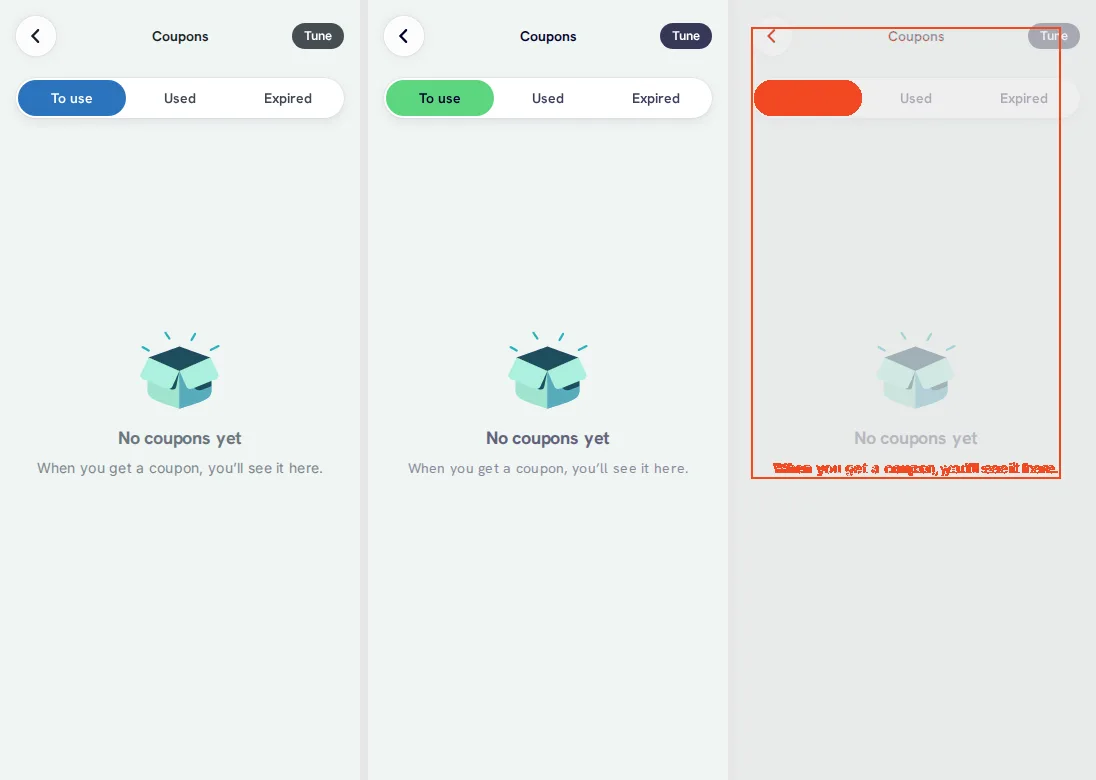 Coupons
Tune
To use
Used
Expired
No coupons yet
When you get a coupon, you'll see it here.
Coupons
Tune
To use
Used
Expired
No coupons yet
When you get a coupon, you'll see it here.
Coupons
Tune
Used
Expired
No coupons yet
When you get a coupon, you'll see it here.